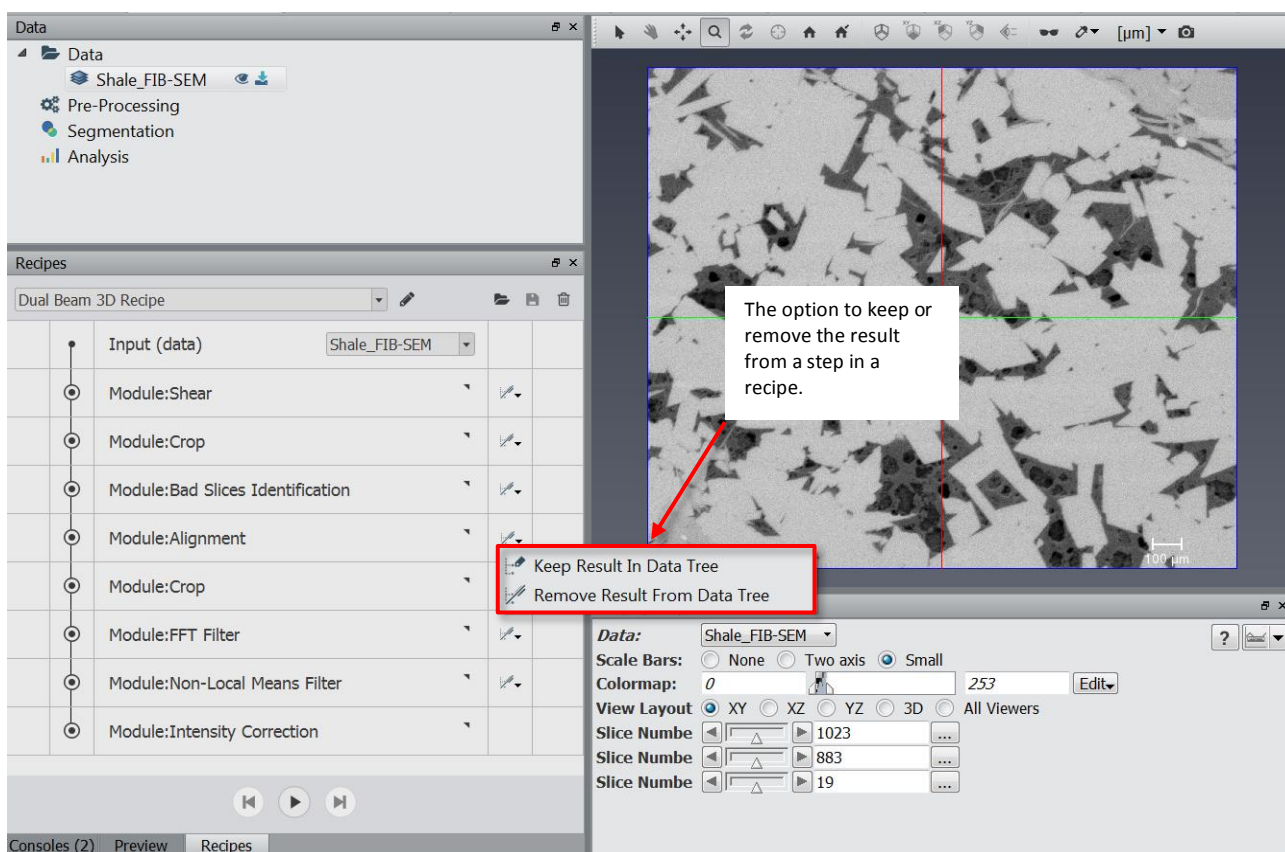 Data
Data
Shale_FIB-SEM
Pre-Processing
Segmentation
Analysis
[µm]
Recipes
Dual Beam 3D Recipe
Input (data) Shale_FIB-SEM
Module:Shear
Module:Crop
Module:Bad Slices Identification
Module:Alignment
Module:Crop
Module:FFT Filter
Module:Non-Local Means Filter
Module:Intensity Correction
Consoles (2) Preview Recipes
The option to keep or
remove the result
from a step in a
recipe.
100 µm
Keep Result In Data Tree
Remove Result From Data Tree
Data: Shale_FIB-SEM ?
Scale Bars: None Two axis Small
Colormap: 0 253 Edit
View Layout XY XZ YZ 3D All Viewers
Slice Numbe 1023 ...
Slice Numbe 883 ...
Slice Numbe 19 ...